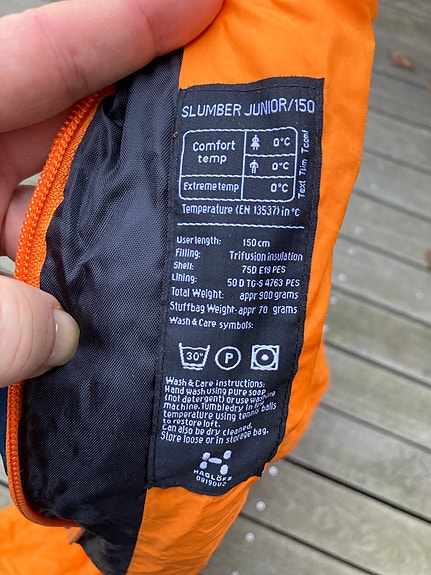 SLUMBER JUNIOR/150
Comfort temp 0°C
0°C
Extreme temp 0°C
Text Tlim Tcomf
Temperature (EN 13537) in °C
User length: 150 cm
Filling: Trifusion insulation
Shell: 75D E19 PES
Lining: 50 D TG-S 4763 PES
Total Weight: appr 900 grams
Stuffbag Weight: appr 70 grams
Wash & Care symbols:
30° P
Wash & Care instructions:
Hand wash using pure soap
(not detergent) or use washing
machine. Tumbledry in
temperature using tennis balls
to restore loft.
Can also be dry cleaned.
Store loose or in storage bag.
HAGLÖFS